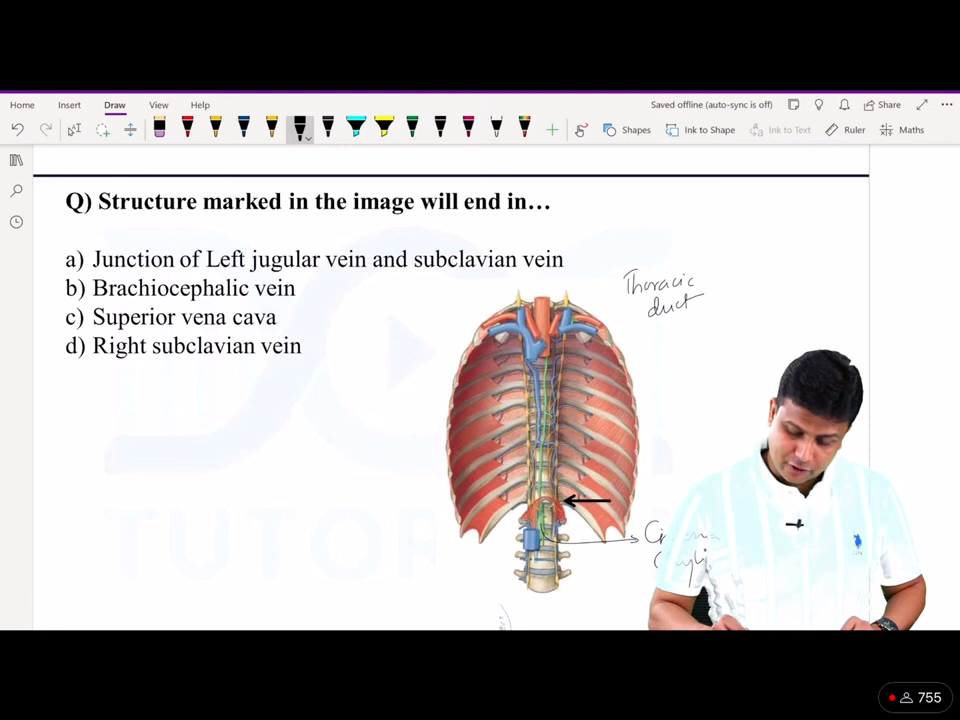 Home Insert Draw View Help
Saved offline (auto-sync is off) Share
Shapes Ink to Shape Ink to Text Ruler Maths
Q) Structure marked in the image will end in…
a) Junction of Left jugular vein and subclavian vein
b) Brachiocephalic vein
c) Superior vena cava
d) Right subclavian vein
Thoracic
duct
TUTOR
755